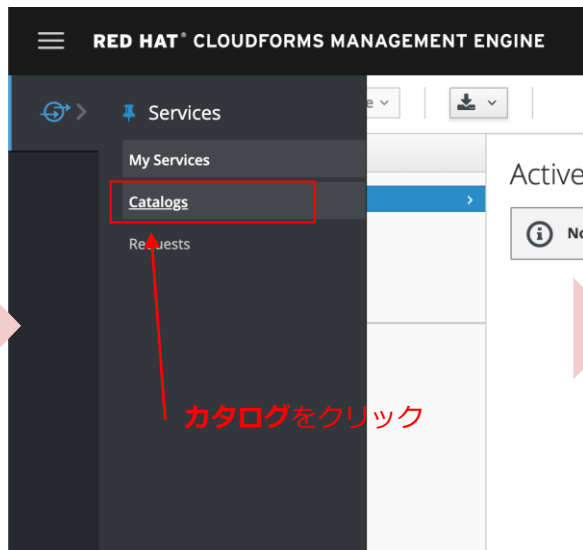 RED HAT® CLOUDFORMS MANAGEMENT ENGINE
Services
My Services
Active
Catalogs
Requests
カタログをクリック